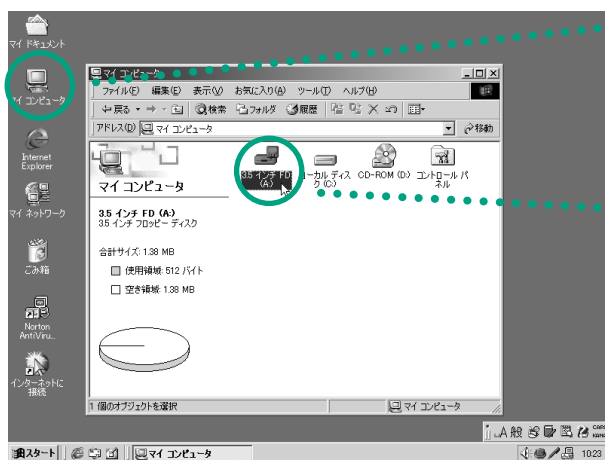 マイ ドキュメント
マイ コンピュータ
Internet
Explorer
マイ ネットワーク
ごみ箱
Norton
AntiViru...
インターネットに
接続
マイ コンピュータ
ファイル(F) 編集(E) 表示(V) お気に入り(A) ツール(T) ヘルプ(H)
戻る 検索 フォルダ 履歴
アドレス(D) マイ コンピュータ 移動
マイ コンピュータ
3.5 インチ FD (A:)
3.5 インチ フロッピー ディスク
合計サイズ: 1.38 MB
使用領域: 512 バイト
空き領域: 1.38 MB
3.5 インチ FD
(A:)
ーカル ディス
ク (C:)
CD-ROM (D:)
コントロール パ
ネル
1 個のオブジェクトを選択 マイ コンピュータ
A 般 CAPS
KANA
スタート マイ コンピュータ 10:23